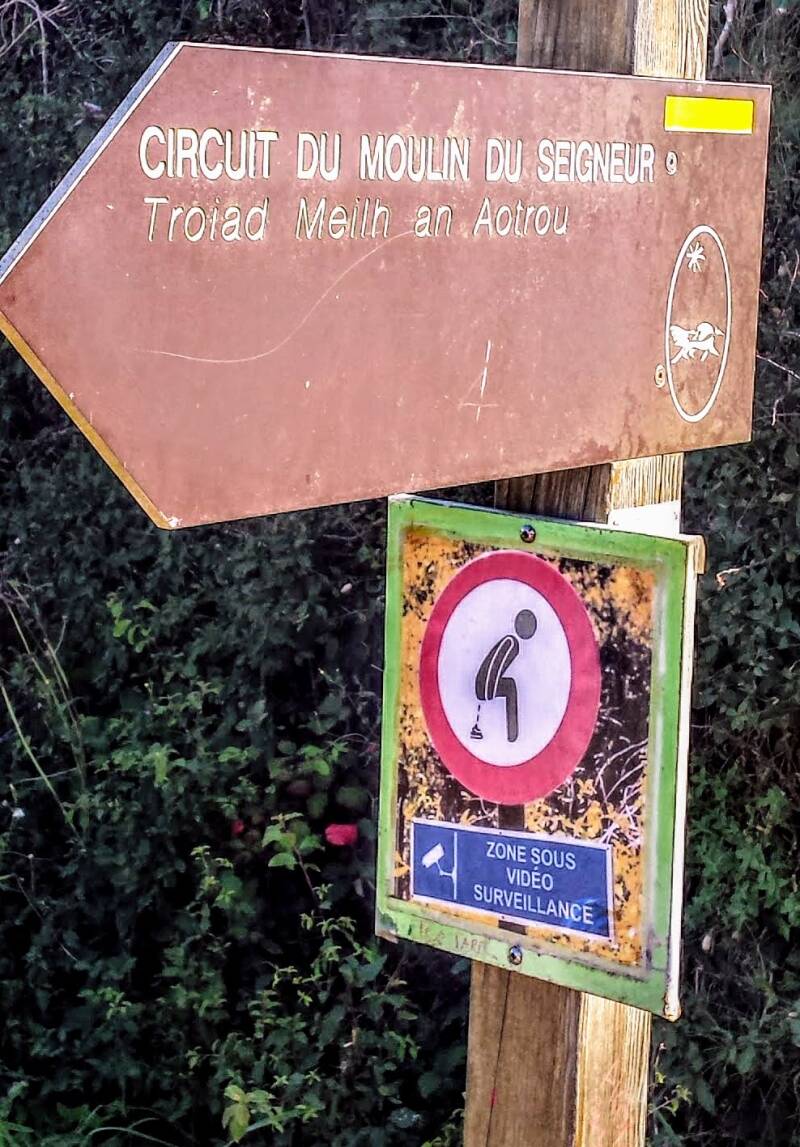 CIRCUIT DU MOULIN DU SEIGNEUR
Troiad Meilh an Aotrou
ZONE SOUS
VIDÉO
SURVEILLANCE